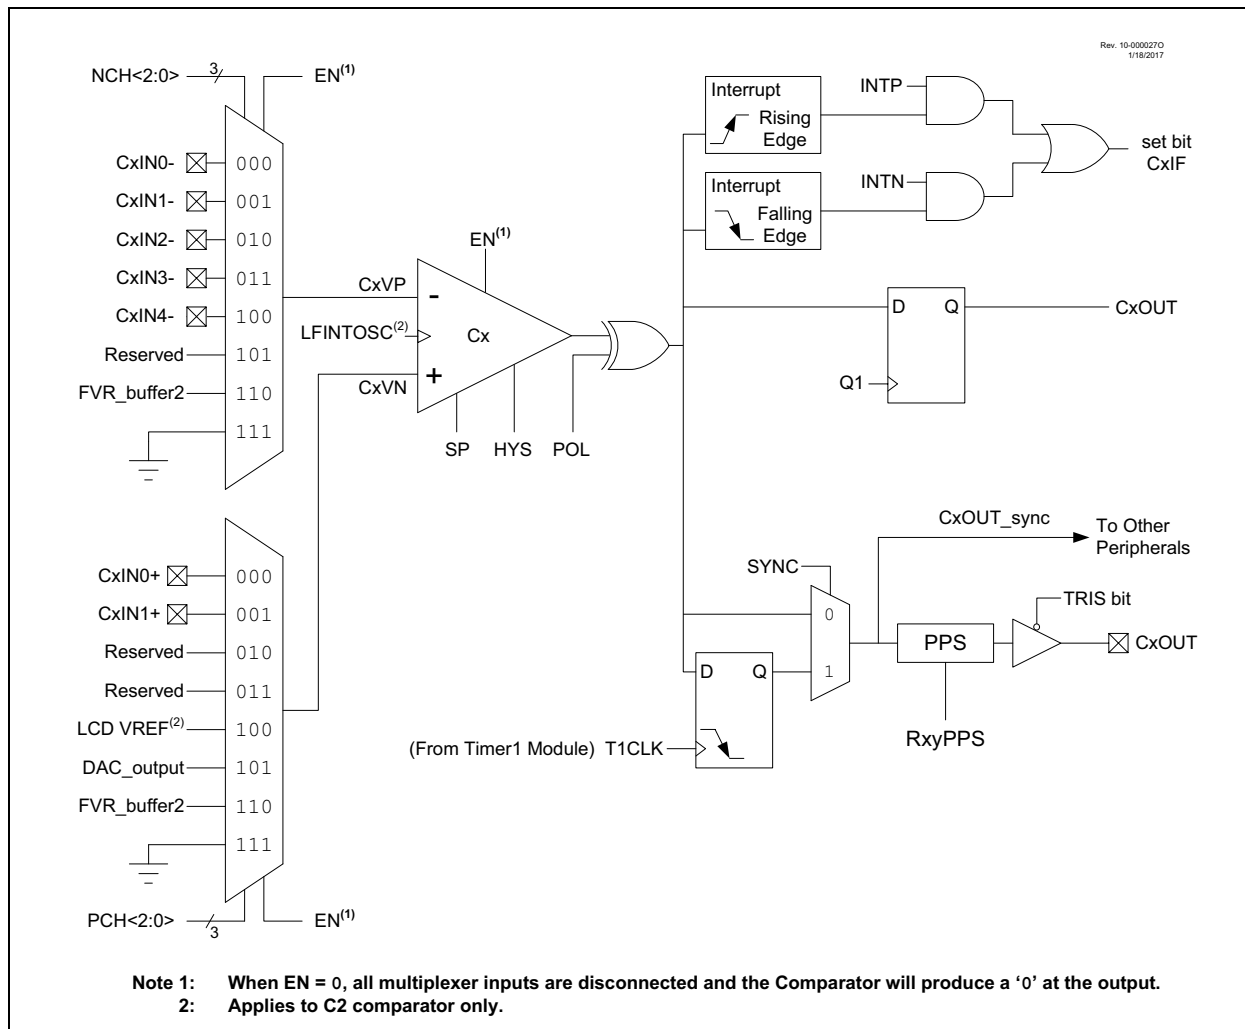 Rev. 10-000027O
1/18/2017
NCH<2:0>
3
EN(1)
CxIN0-
000
CxIN1-
001
CxIN2-
010
CxIN3-
011
CxIN4-
100
Reserved
101
FVR_buffer2
110
111
CxVP
EN(1)
-
LFINTOSC(2)
Cx
+
CxVN
SP
HYS
POL
Interrupt
Rising
Edge
INTP
Interrupt
Falling
Edge
INTN
set bit
CxIF
D
Q
CxOUT
Q1
CxIN0+
000
CxIN1+
001
Reserved
010
Reserved
011
LCD VREF(2)
100
DAC_output
101
FVR_buffer2
110
111
PCH<2:0>
3
EN(1)
CxOUT_sync
To Other
Peripherals
SYNC
0
1
TRIS bit
PPS
CxOUT
D
Q
RxyPPS
(From Timer1 Module) T1CLK
Note 1: When EN = 0, all multiplexer inputs are disconnected and the Comparator will produce a ‘0’ at the output.
2: Applies to C2 comparator only.